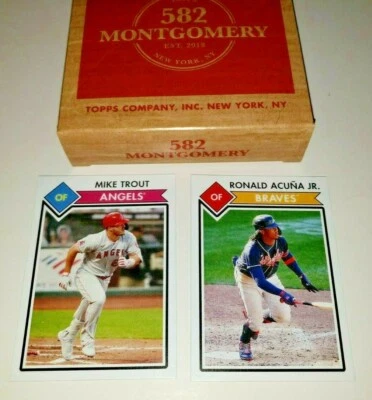 582
MONTGOMERY
EST. 2019
NEW YORK, NY
TOPPS COMPANY, INC. NEW YORK, NY
582
MONTGOMERY
MIKE TROUT
OF
ANGELS
RONALD ACUÑA JR.
OF
BRAVES